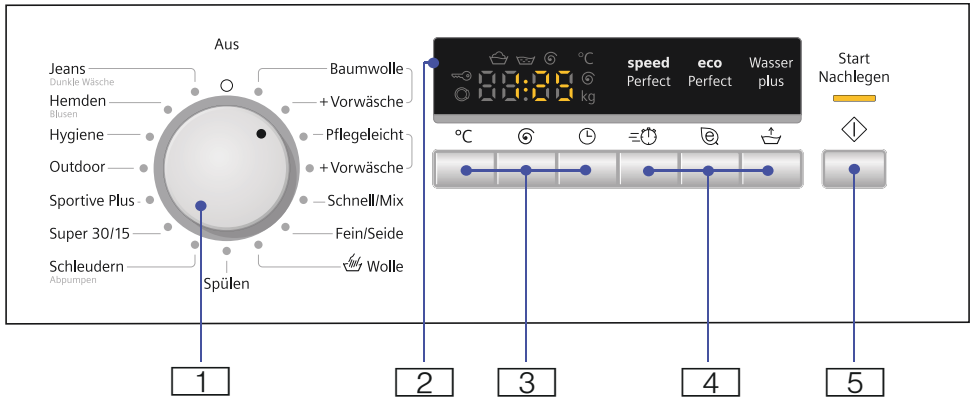 Aus
Jeans
Dunkle Wäsche
Hemden
Blusen
Hygiene
Outdoor
Sportive Plus
Super 30/15
Schleudern
Abpumpen
Spülen
Baumwolle
+Vorwäsche
Pflegeleicht
+Vorwäsche
Schnell/Mix
Fein/Seide
Wolle
°C
1:23
kg
speed
Perfect
eco
Perfect
Wasser
plus
Start
Nachlegen
°C
e
1
2
3
4
5